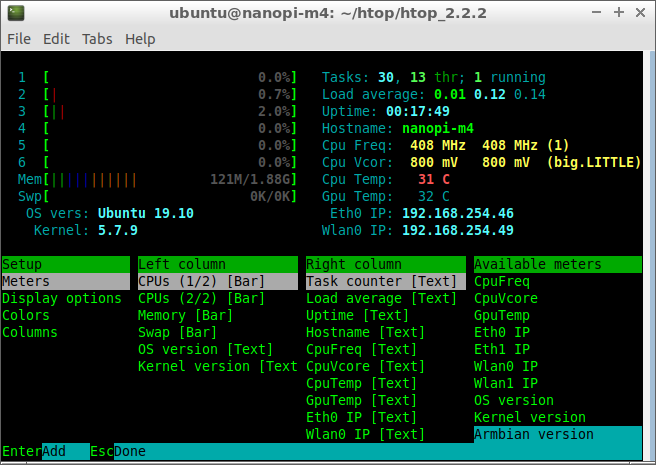 ubuntu@nanopi-m4: ~/htop/htop_2.2.2
File Edit Tabs Help
1 [ 0.0%] Tasks: 30, 13 thr; 1 running
2 [| 0.7%] Load average: 0.01 0.12 0.14
3 [|| 2.0%] Uptime: 00:17:49
4 [ 0.0%] Hostname: nanopi-m4
5 [ 0.0%] Cpu Freq: 408 MHz 408 MHz (1)
6 [ 0.0%] Cpu Vcor: 800 mV 800 mV (big.LITTLE)
Mem[||||||||||| 121M/1.88G] Cpu Temp: 31 C
Swp[ 0K/0K] Gpu Temp: 32 C
OS vers: Ubuntu 19.10 Eth0 IP: 192.168.254.46
Kernel: 5.7.9 Wlan0 IP: 192.168.254.49
Setup Left column Right column Available meters
Meters CPUs (1/2) [Bar] Task counter [Text] CpuFreq
Display options CPUs (2/2) [Bar] Load average [Text] CpuVcore
Colors Memory [Bar] Uptime [Text] GpuTemp
Columns Swap [Bar] Hostname [Text] Eth0 IP
OS version [Text] CpuFreq [Text] Eth1 IP
Kernel version [Text CpuVcore [Text] Wlan0 IP
CpuTemp [Text] Wlan1 IP
GpuTemp [Text] OS version
Eth0 IP [Text] Kernel version
Wlan0 IP [Text] Armbian version
EnterAdd EscDone